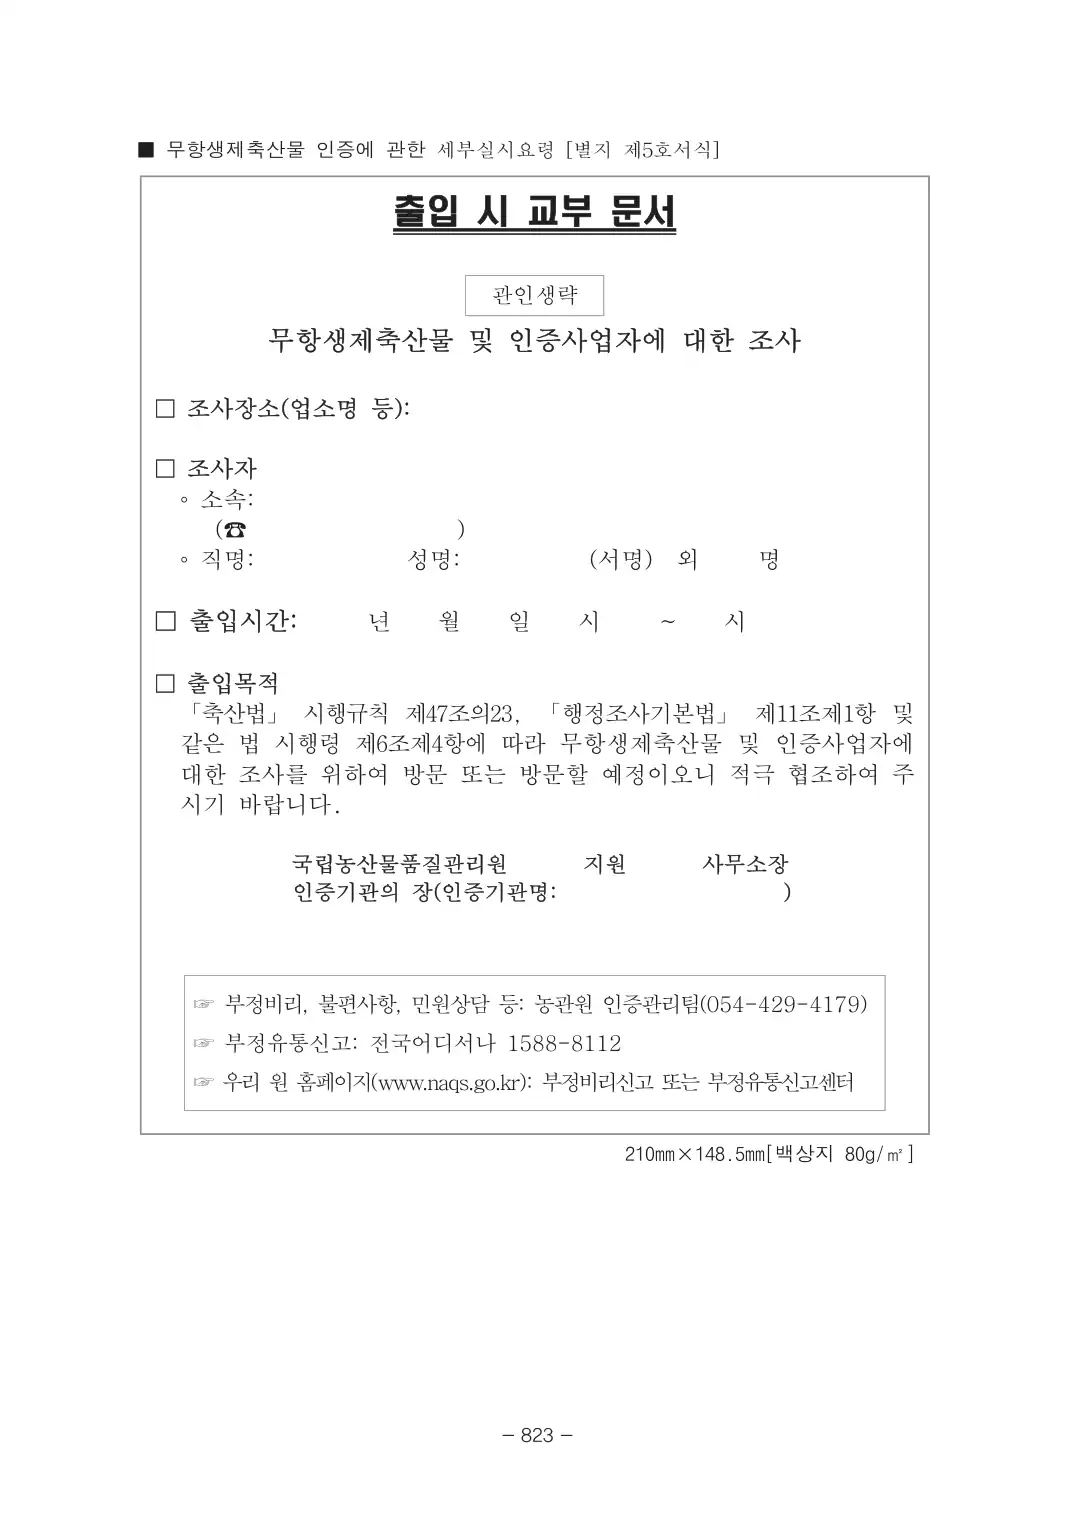 ■ 무항생제축산물 인증에 관한 세부실시요령 [별지 제5호서식]
출입 시 교부 문서
관인생략
무항생제축산물 및 인증사업자에 대한 조사
□ 조사장소(업소명 등):
□ 조사자
◦ 소속:
(☎ )
◦ 직명: 성명: (서명) 외 명
□ 출입시간: 년 월 일 시 ~ 시
□ 출입목적
「축산법」 시행규칙 제47조의23, 「행정조사기본법」 제11조제1항 및
같은 법 시행령 제6조제4항에 따라 무항생제축산물 및 인증사업자에
대한 조사를 위하여 방문 또는 방문할 예정이오니 적극 협조하여 주
시기 바랍니다.
국립농산물품질관리원 지원 사무소장
인증기관의 장(인증기관명: )
☞ 부정비리, 불편사항, 민원상담 등: 농관원 인증관리팀(054-429-4179)
☞ 부정유통신고: 전국어디서나 1588-8112
☞ 우리 원 홈페이지(www.naqs.go.kr): 부정비리신고 또는 부정유통신고센터
210㎜×148.5㎜[백상지 80g/㎡]
- 823 -